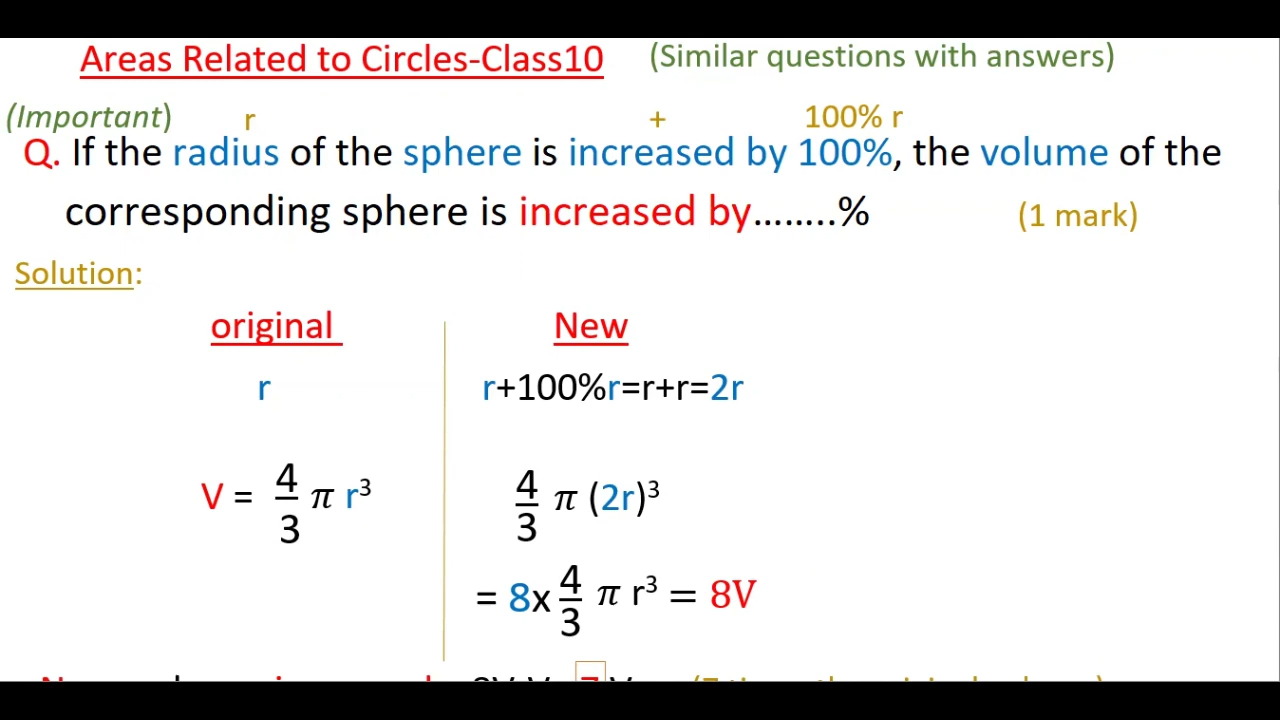 Areas Related to Circles-Class10 (Similar questions with answers)
(Important) r + 100% r
Q. If the radius of the sphere is increased by 100%, the volume of the
corresponding sphere is increased by........% (1 mark)
Solution:
original New
r r+100%r=r+r=2r
V = 4/3 π r³ 4/3 π (2r)³
= 8x 4/3 π r³ = 8V